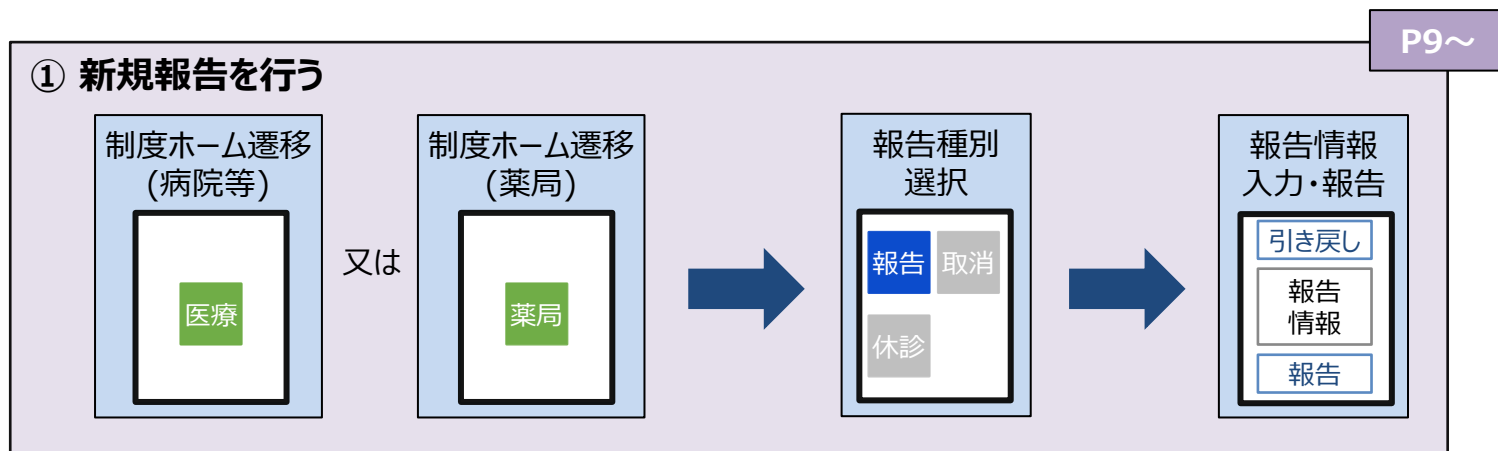 P9～
① 新規報告を行う
制度ホーム遷移
(病院等)
医療
又は
制度ホーム遷移
(薬局)
薬局
報告種別
選択
報告 取消
休診
報告情報
入力・報告
引き戻し
報告
情報
報告